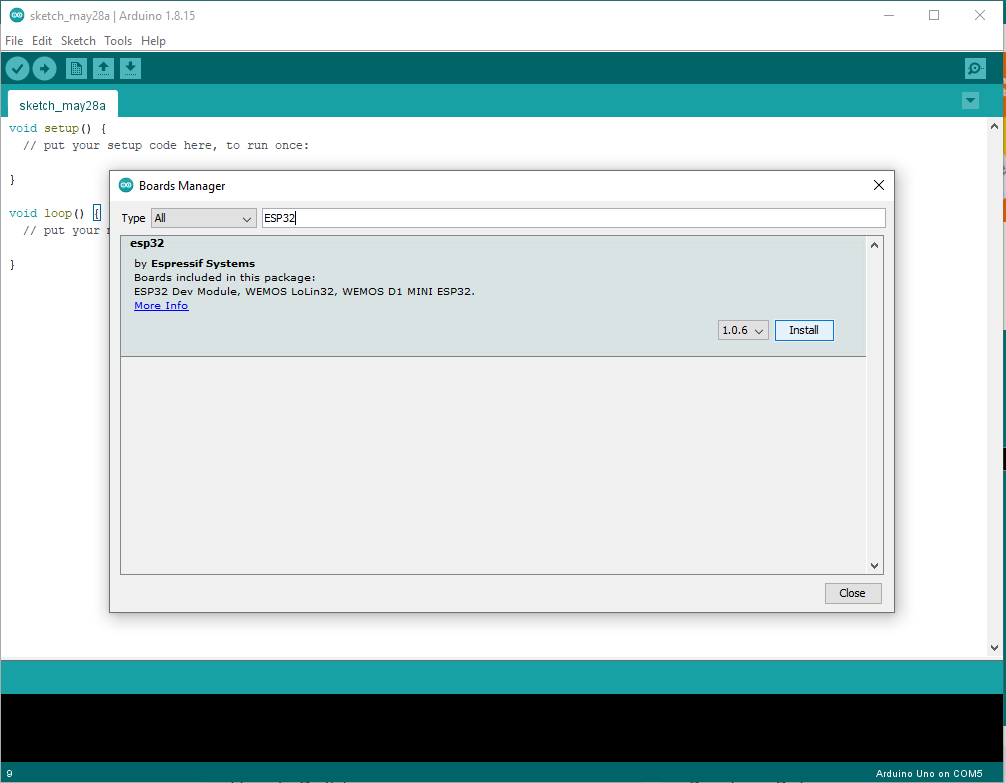 sketch_may28a | Arduino 1.8.15
File Edit Sketch Tools Help
sketch_may28a
void setup() {
// put your setup code here, to run once:
}
void loop() {
// put your
}
Boards Manager
Type All ESP32
esp32
by Espressif Systems
Boards included in this package:
ESP32 Dev Module, WEMOS LoLin32, WEMOS D1 MINI ESP32.
More Info
1.0.6 Install
Close
9 Arduino Uno on COM5